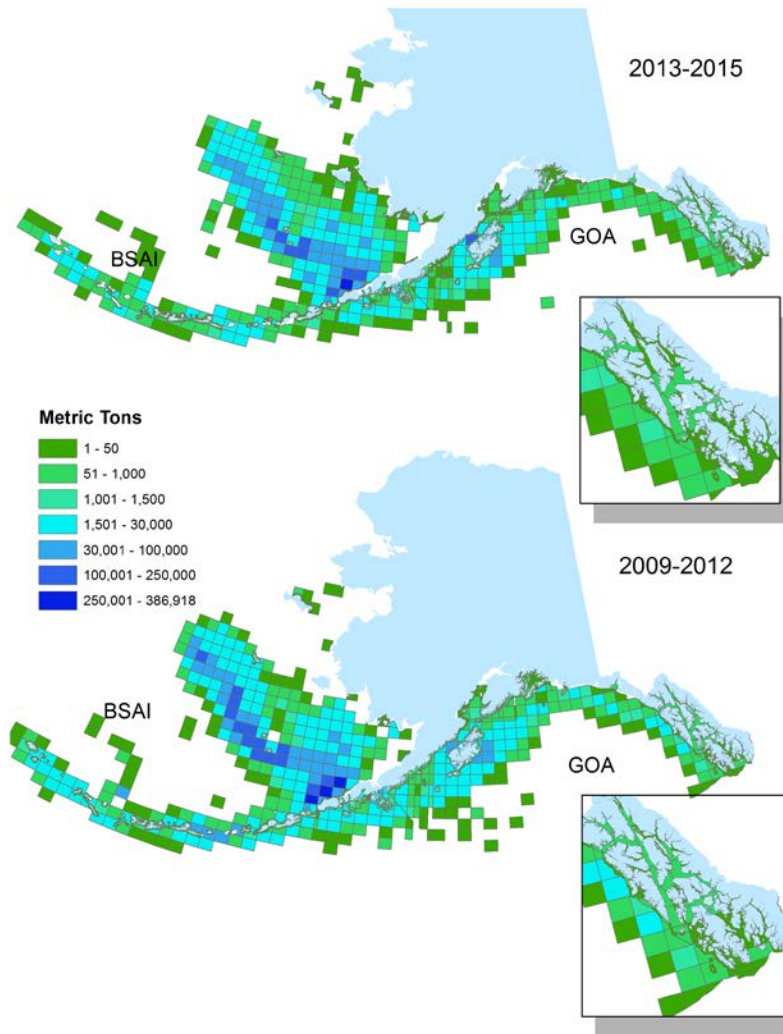 2013-2015
GOA
BSAI
Metric Tons
1 - 50
51 - 1,000
1,001 - 1,500
1,501 - 30,000
30,001 - 100,000
100,001 - 250,000
250,001 - 386,918
2009-2012
BSAI
GOA